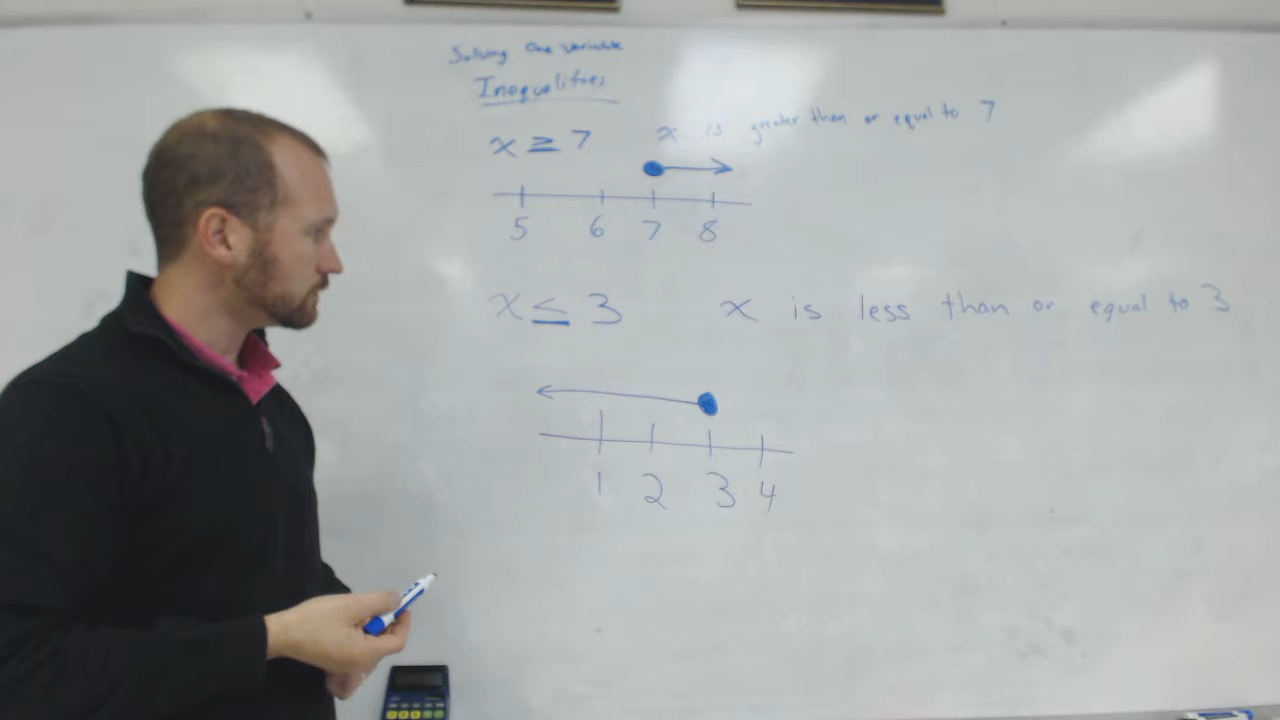 Solving One variable
Inequalities
x ≥ 7 x is greater than or equal to 7
5 6 7 8
x ≤ 3 x is less than or equal to 3
1 2 3 4